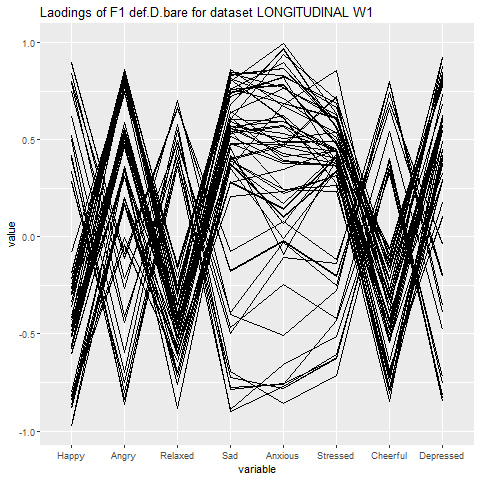 Laodings of F1 def.D.bare for dataset LONGITUDINAL W1
1.0
0.5
0.0
-0.5
-1.0
value
Happy Angry Relaxed Sad Anxious Stressed Cheerful Depressed
variable